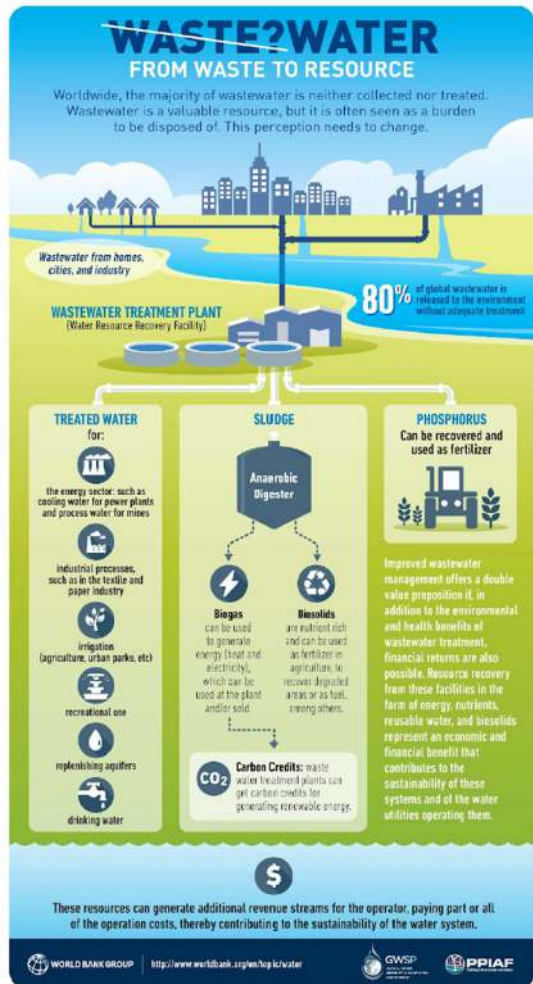 WASTE?WATER
FROM WASTE TO RESOURCE
Worldwide, the majority of wastewater is neither collected nor treated.
Wastewater is a valuable resource, but it is often seen as a burden
to be disposed of. This perception needs to change.
Wastewater from homes,
cities, and industry
80% of global wastewater is
released to the environment
without adequate treatment
WASTEWATER TREATMENT PLANT
(Water Resource Recovery Facility)
TREATED WATER
for:
the energy sector: such as
cooling water for power plants
and process water for mines
industrial processes,
such as in the textile and
paper industry
irrigation
(agriculture, urban parks, etc)
recreational use
replenishing aquifers
drinking water
SLUDGE
Anaerobic
Digester
Biogas
can be used
to generate
energy (heat and
electricity),
which can be
used at the plant
and/or sold.
Biosolids
are nutrient rich
and can be used
as fertilizer in
agriculture, to
recover degraded
areas or as fuel,
among others.
CO2
Carbon Credits: waste
water treatment plants can
get carbon credits for
generating renewable energy.
PHOSPHORUS
Can be recovered and
used as fertilizer
Improved wastewater
management offers a double
value proposition if, in
addition to the environmental
and health benefits of
wastewater treatment,
financial returns are also
possible. Resource recovery
from these facilities in the
form of energy, nutrients,
reusable water, and biosolids
represent an economic and
financial benefit that
contributes to the
sustainability of these
systems and of the water
utilities operating them.
$
These resources can generate additional revenue streams for the operator, paying part or all
of the operation costs, thereby contributing to the sustainability of the water system.
WORLD BANK GROUP
http://www.worldbank.org/en/topic/water
GWSP
PPIAF